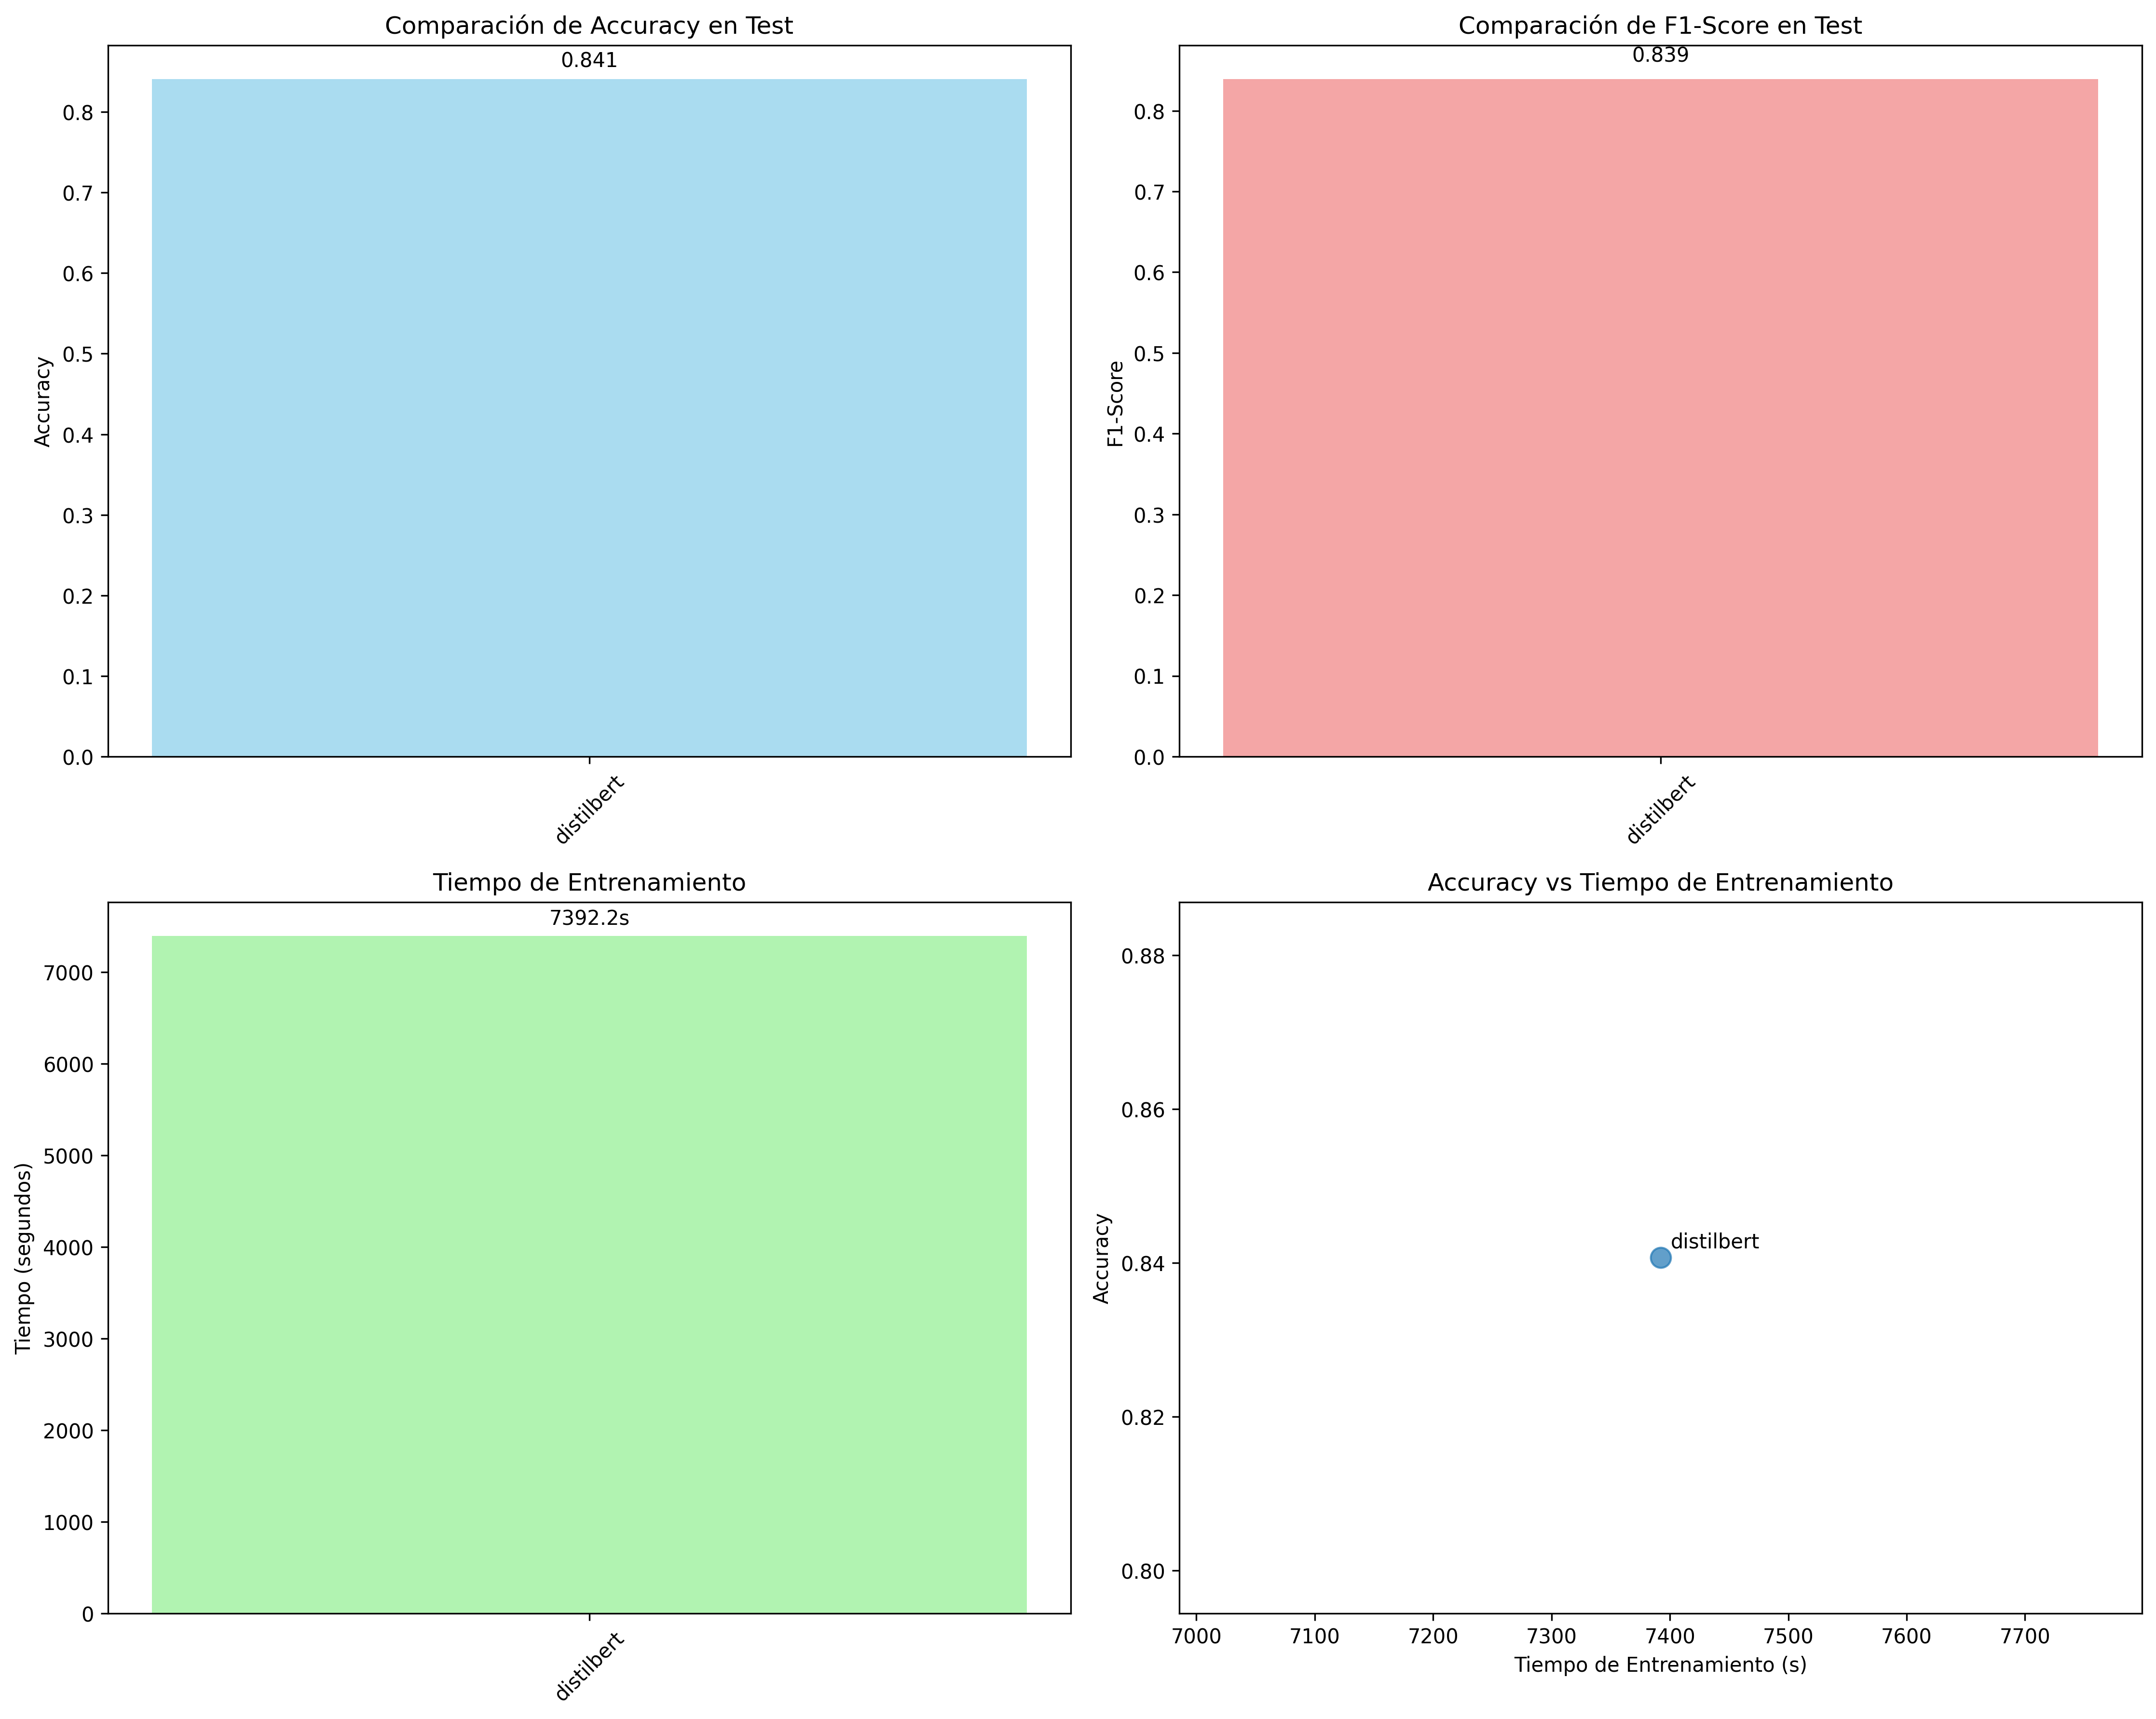 Comparación de Accuracy en Test
0.841
Accuracy
0.8
0.7
0.6
0.5
0.4
0.3
0.2
0.1
0.0
distilbert
Comparación de F1-Score en Test
0.839
F1-Score
0.8
0.7
0.6
0.5
0.4
0.3
0.2
0.1
0.0
distilbert
Tiempo de Entrenamiento
7392.2s
Tiempo (segundos)
7000
6000
5000
4000
3000
2000
1000
0
distilbert
Accuracy vs Tiempo de Entrenamiento
Accuracy
0.88
0.86
0.84
0.82
0.80
distilbert
7000 7100 7200 7300 7400 7500 7600 7700
Tiempo de Entrenamiento (s)